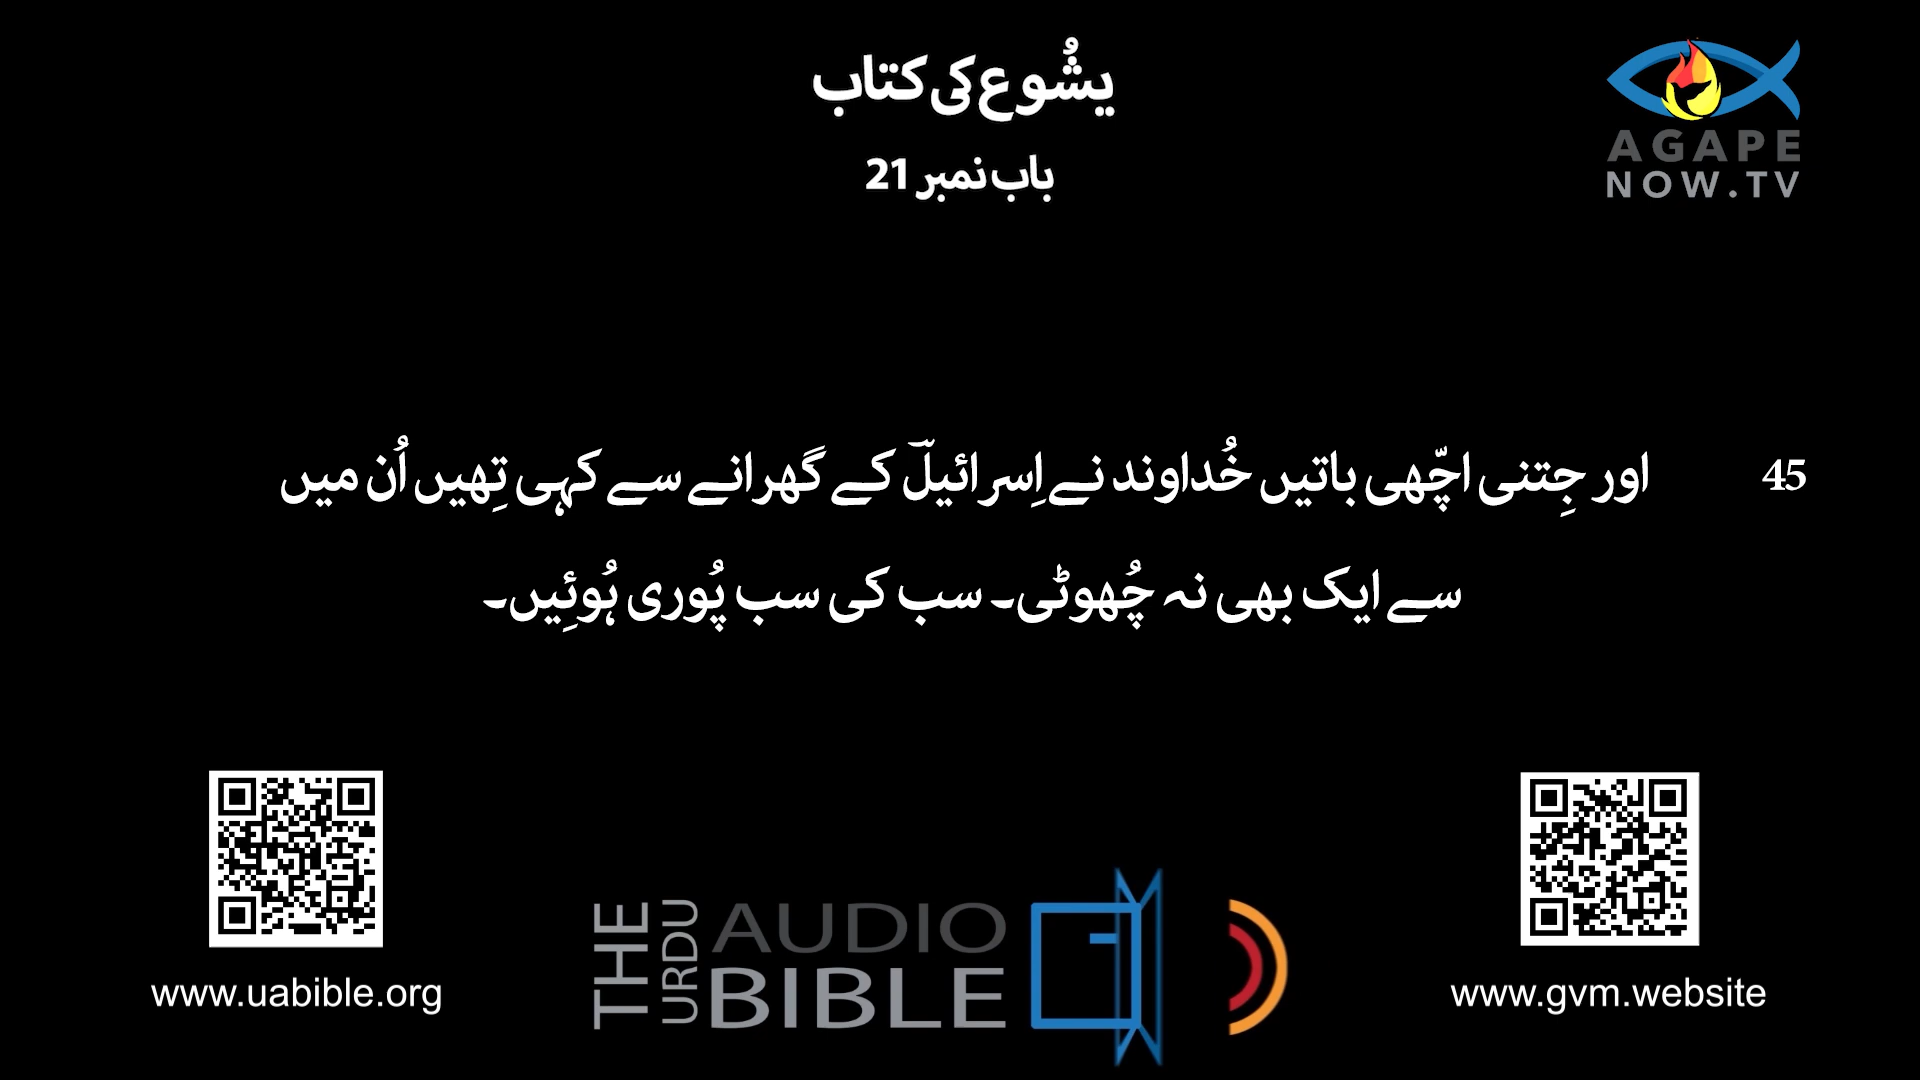 یشُوع کی کتاب
باب نمبر 21
AGAPE
NOW.TV
45 اور جِتنی اچّھی باتیں خُداوند نے اِسرائیلؔ کے گھرانے سے کہی تِھیں اُن میں
سے ایک بھی نہ چُھوٹی۔ سب کی سب پُوری ہُوئِیں۔
THE URDU AUDIO BIBLE
www.uabible.org
www.gvm.website